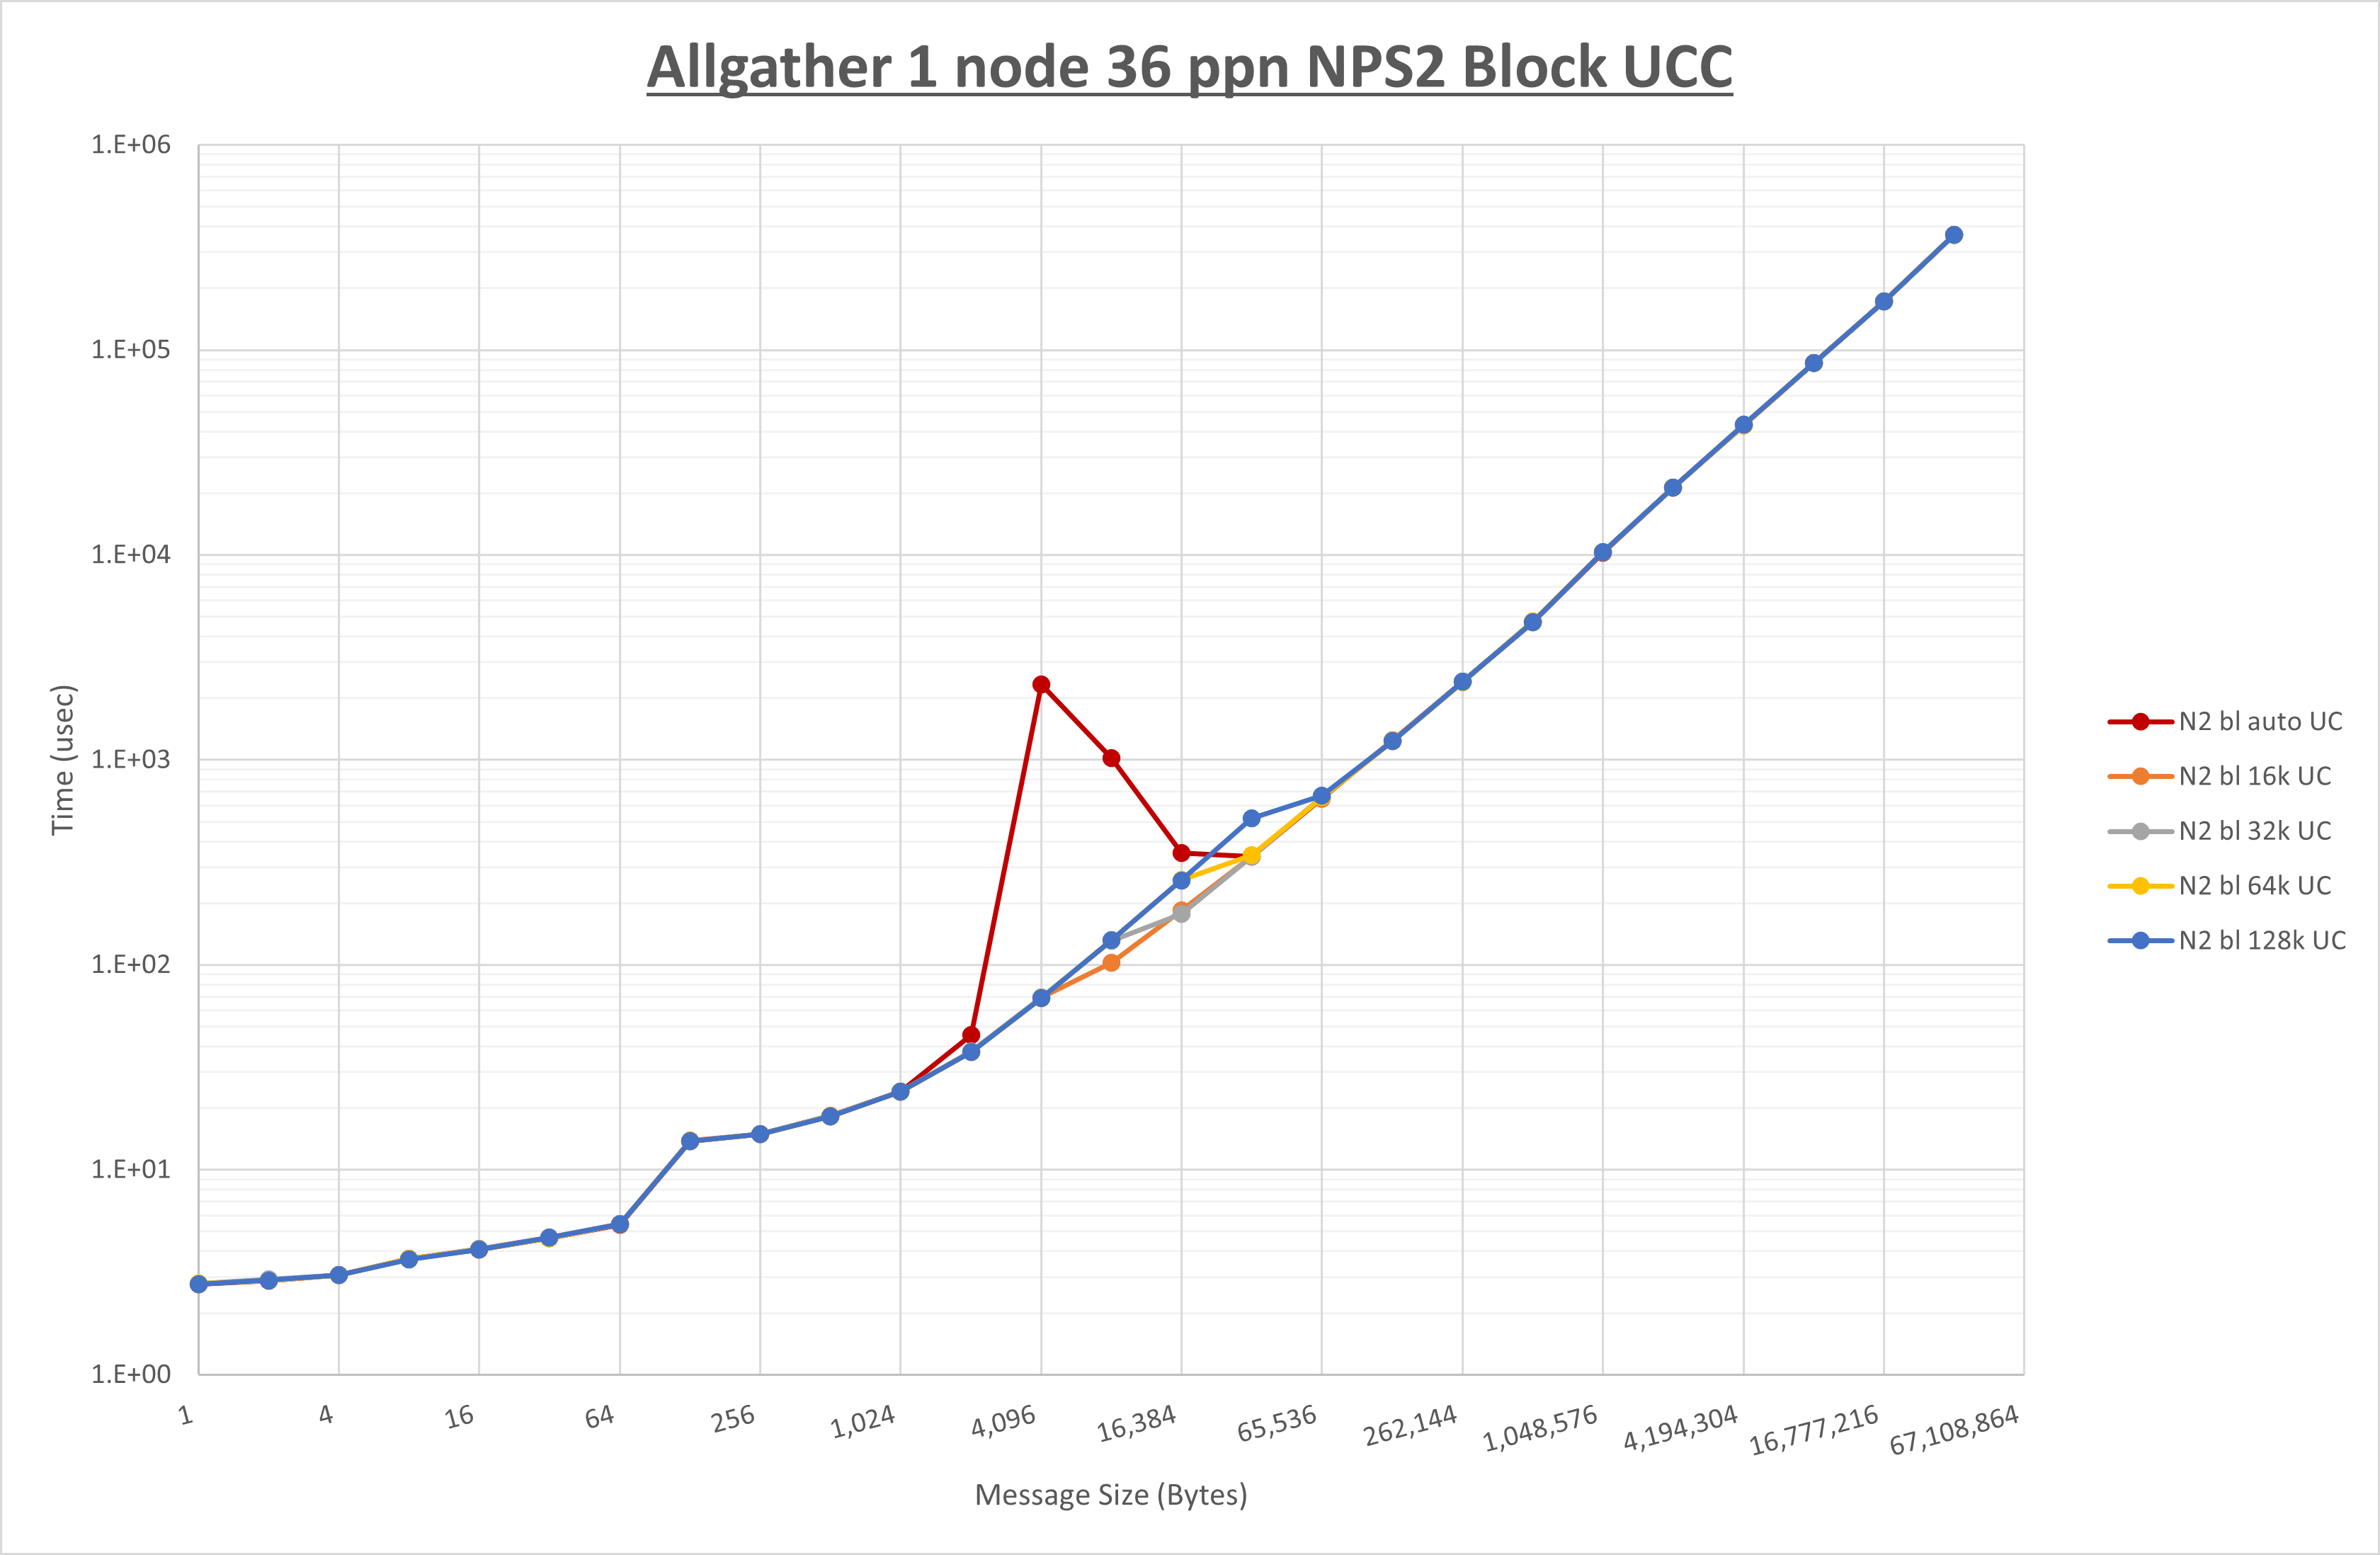 Allgather 1 node 36 ppn NPS2 Block UCC
1.E+06
1.E+05
1.E+04
1.E+03
1.E+02
1.E+01
1.E+00
Time (usec)
1
4
16
64
256
1,024
4,096
16,384
65,536
262,144
1,048,576
4,194,304
16,777,216
67,108,864
Message Size (Bytes)
N2 bl auto UC
N2 bl 16k UC
N2 bl 32k UC
N2 bl 64k UC
N2 bl 128k UC